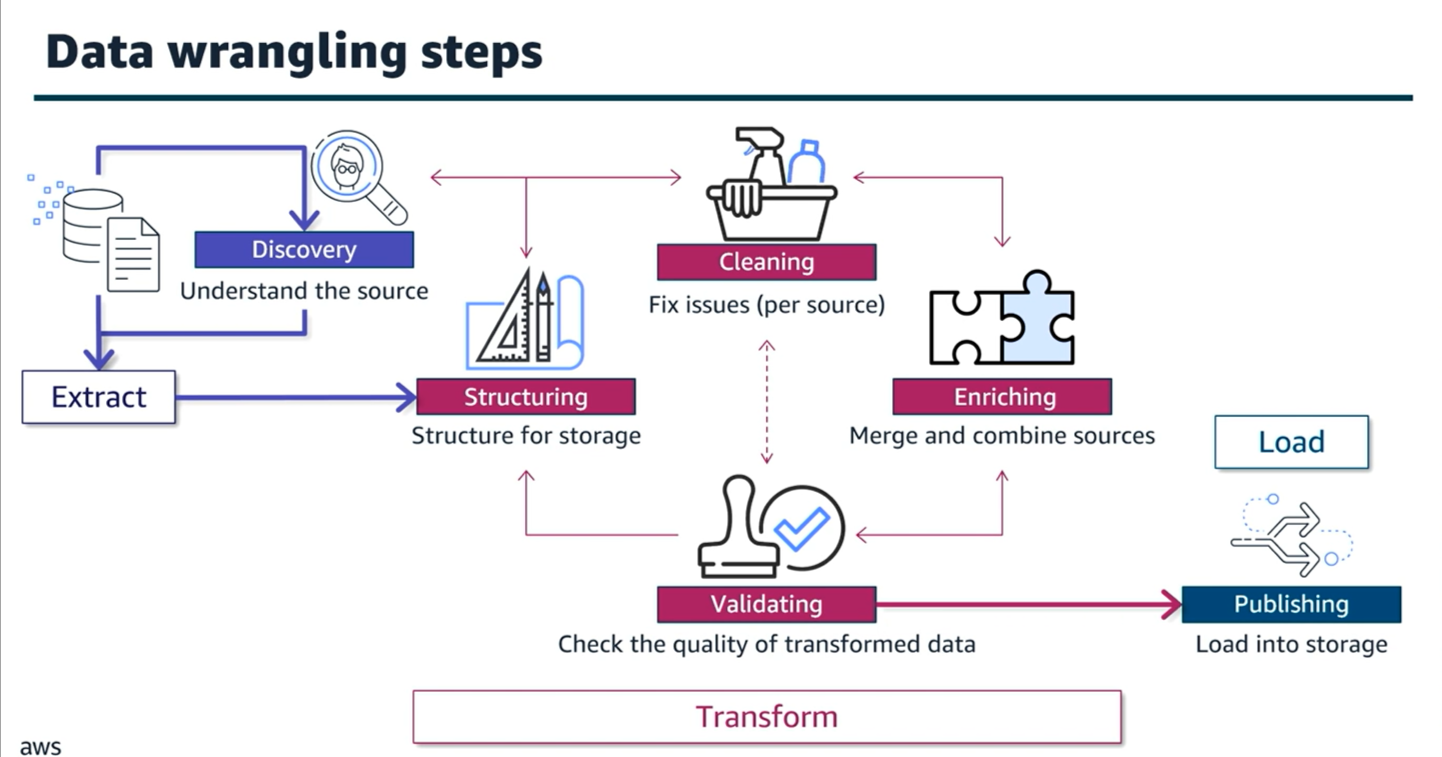 Data wrangling steps
Discovery
Understand the source
Extract
Structuring
Structure for storage
Cleaning
Fix issues (per source)
Enriching
Merge and combine sources
Validating
Check the quality of transformed data
Load
Publishing
Load into storage
Transform
aws